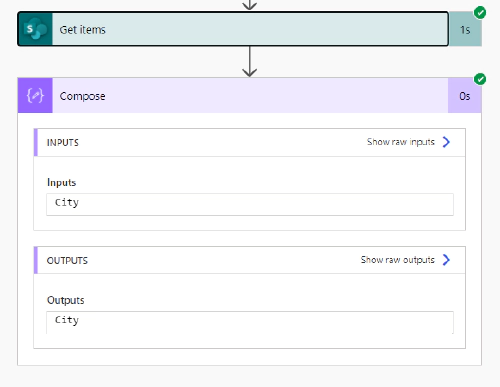 Get items
1s
Compose
0s
INPUTS
Show raw inputs
Inputs
City
OUTPUTS
Show raw outputs
Outputs
City